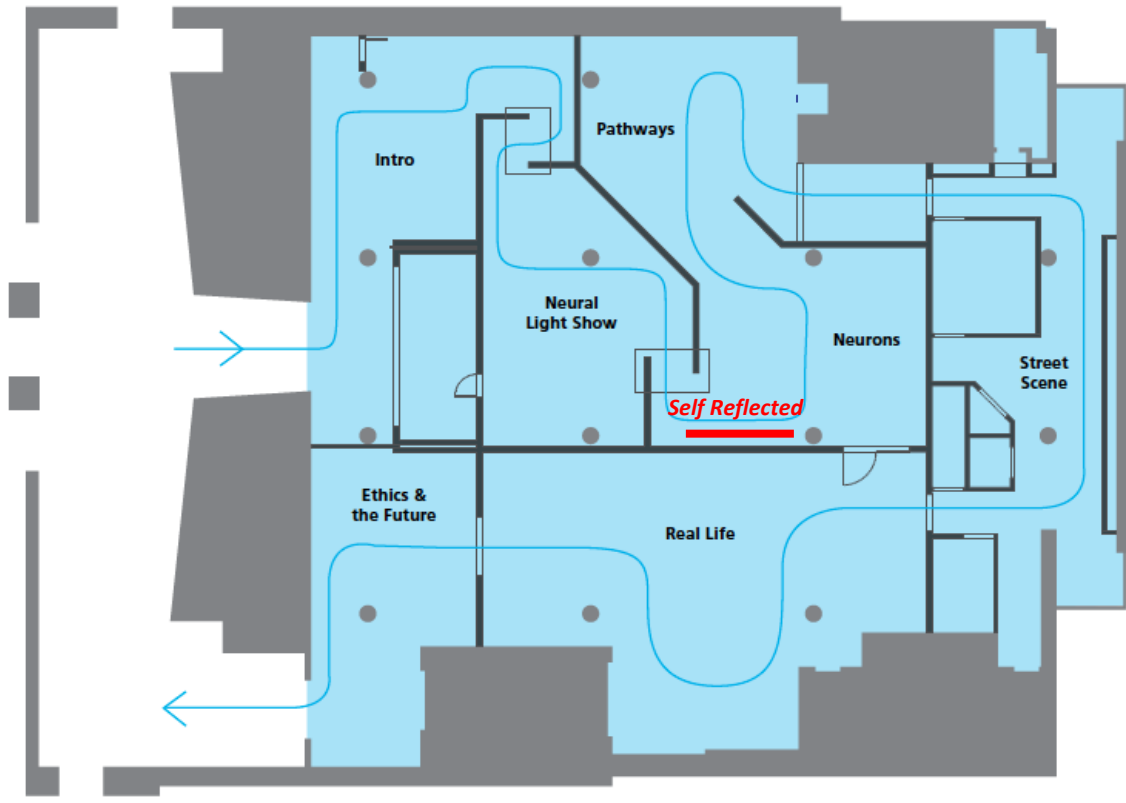 Pathways
Intro
Neural
Light Show
Neurons
Street
Scene
Self Reflected
Ethics &
the Future
Real Life